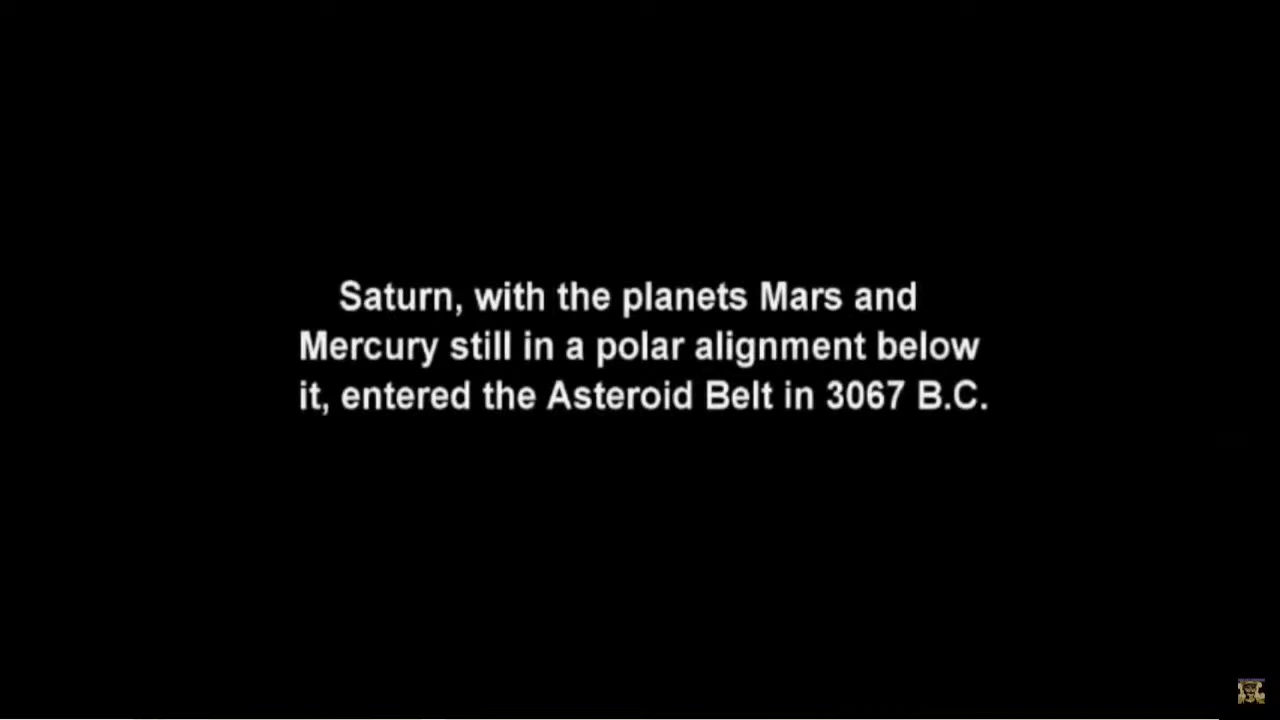 Saturn, with the planets Mars and
Mercury still in a polar alignment below
it, entered the Asteroid Belt in 3067 B.C.